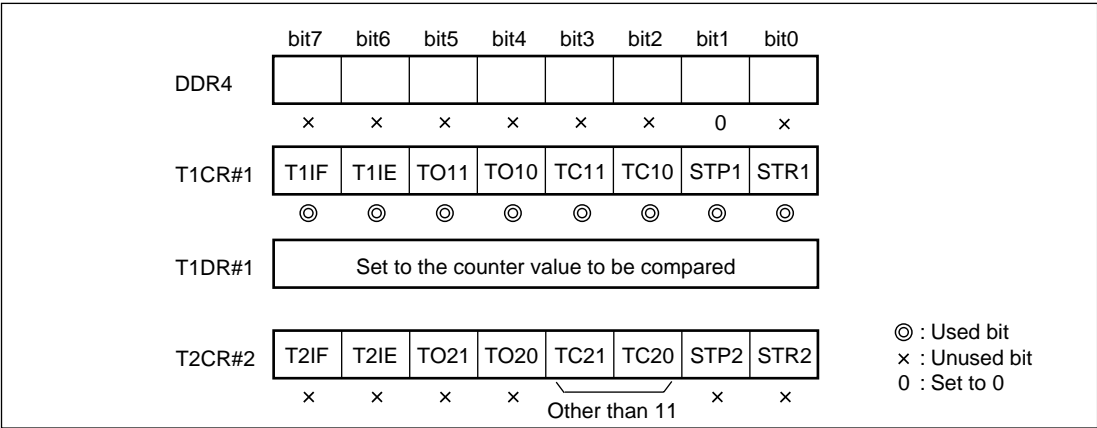 bit7 bit6 bit5 bit4 bit3 bit2 bit1 bit0
DDR4
× × × × × × 0 ×
T1CR#1 T1IF T1IE TO11 TO10 TC11 TC10 STP1 STR1
◎ ◎ ◎ ◎ ◎ ◎ ◎ ◎
T1DR#1 Set to the counter value to be compared
T2CR#2 T2IF T2IE TO21 TO20 TC21 TC20 STP2 STR2
× × × × Other than 11 × ×
◎ : Used bit
× : Unused bit
0 : Set to 0